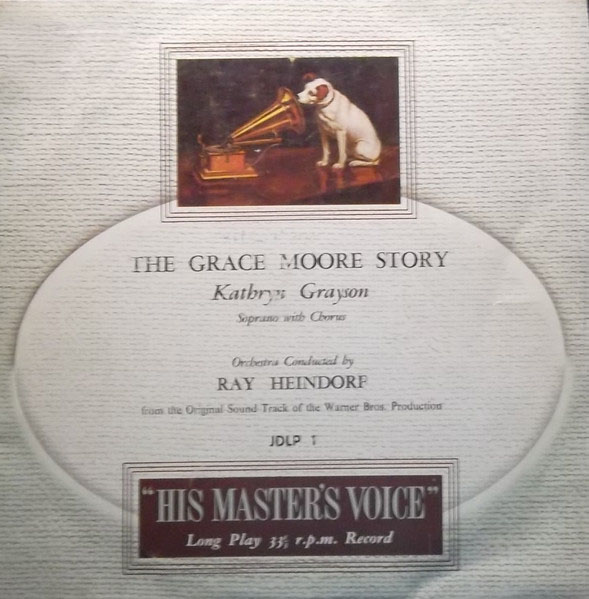 THE GRACE MOORE STORY
Kathryn Grayson
Soprano with Chorus
Orchestra Conducted by
RAY HEINDORF
from the Original Sound Track of the Warner Bros. Production
JDLP 1
"HIS MASTER'S VOICE"
Long Play 33⅓ r.p.m. Record